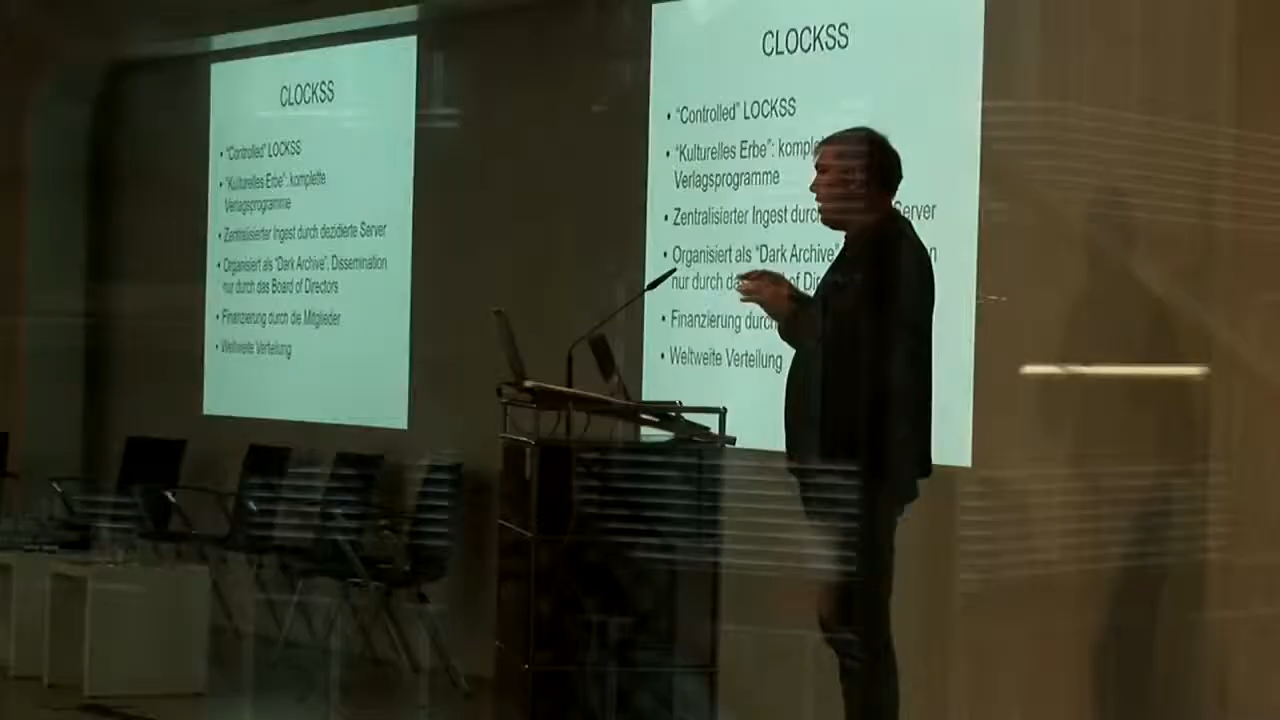 CLOCKSS
• "Controlled" LOCKSS
• "Kulturelles Erbe": komplette
Verlagsprogramme
• Zentralisierter Ingest durch dezidierte Server
• Organisiert als "Dark Archive", Dissemination
nur durch das Board of Directors
• Finanzierung durch die Mitglieder
• Weltweite Verteilung
CLOCKSS
• "Controlled" LOCKSS
• "Kulturelles Erbe": komple
Verlagsprogramme
• Zentralisierter Ingest durc Server
• Organisiert als "Dark Archive" n
nur durch da of Dir
• Finanzierung durch
• Weltweite Verteilung